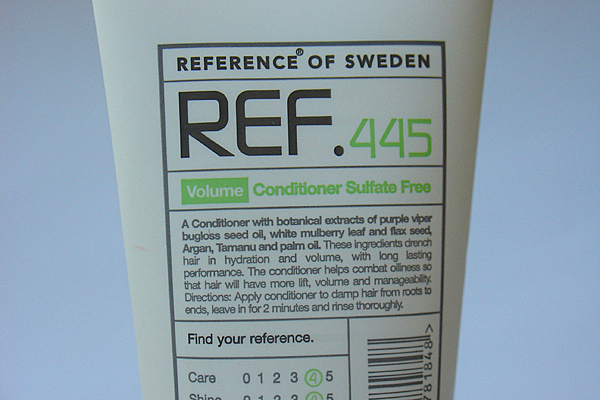 REFERENCE® OF SWEDEN
REF.445
Volume Conditioner Sulfate Free
A Conditioner with botanical extracts of purple viper
bugloss seed oil, white mulberry leaf and flax seed,
Argan, Tamanu and palm oil. These ingredients drench
hair in hydration and volume, with long lasting
performance. The conditioner helps combat oiliness so
that hair will have more lift, volume and manageability.
Directions: Apply conditioner to damp hair from roots to
ends, leave in for 2 minutes and rinse thoroughly.
Find your reference.
Care 0 1 2 3 4 5
Shine
81848>